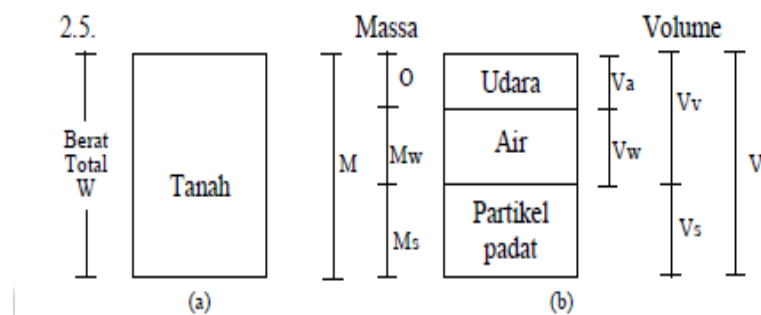 2.5.
Massa
Volume
Berat
Total
W
Tanah
M
O
Mw
Ms
Udara
Air
Partikel
padat
Va
Vw
Vv
Vs
V
(a)
(b)